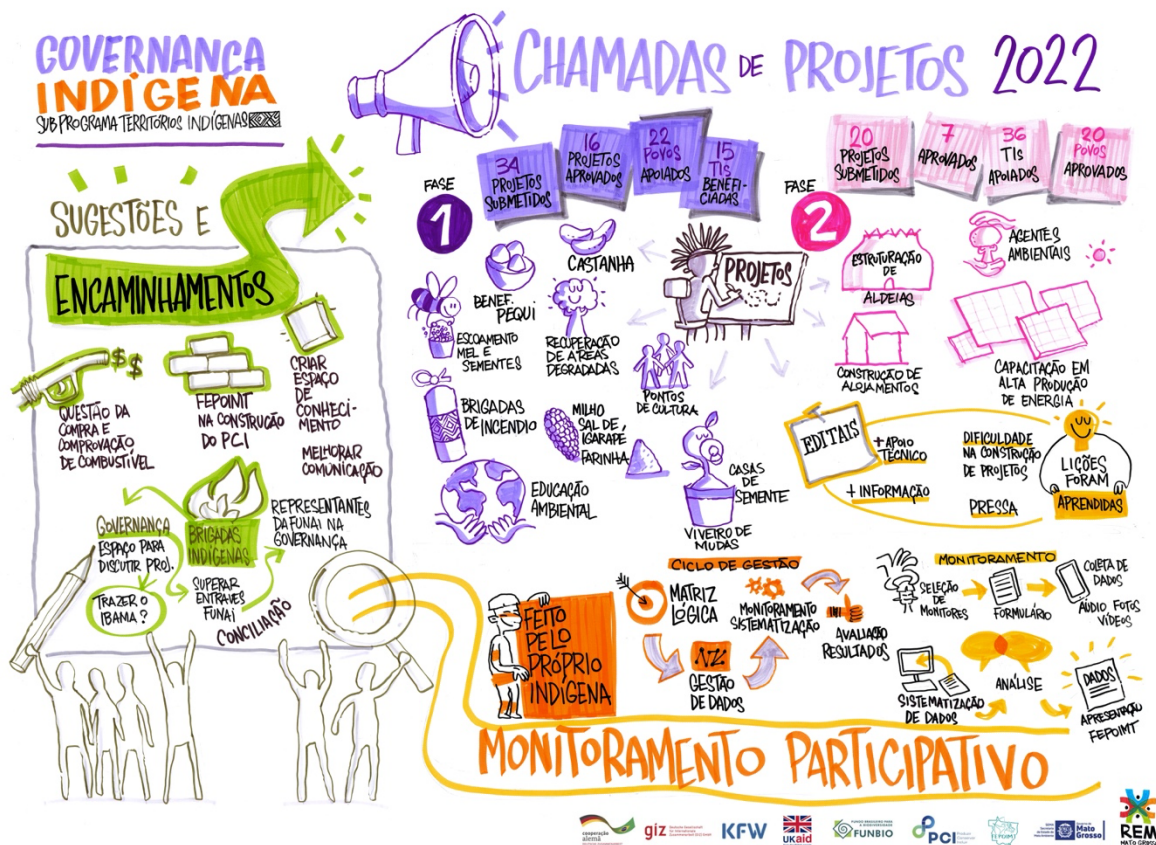 GOVERNANÇA
INDÍGENA
SUBPROGRAMA TERRITÓRIOS INDÍGENAS
CHAMADAS DE PROJETOS 2022
SUGESTÕES E
ENCAMINHAMENTOS
$$
QUESTÃO DA
COMPRA E
COMPROVAÇÃO
DE COMBUSTÍVEL
FEPOINT
NA CONSTRUÇÃO
DO PCI
CRIAR
ESPAÇO
DE
CONHECI-
MENTO
MELHORAR
COMUNICAÇÃO
GOVERNANÇA
ESPAÇO PARA
DISCUTIR PROJ.
TRAZER O
IBAMA?
BRIGADAS
INDÍGENAS
SUPERAR
ENTRAVES
FUNAI
CONCILIAÇÃO
REPRESENTANTES
DA FUNAI NA
GOVERNANÇA
FASE
1
34
PROJETOS
SUBMETIDOS
16
PROJETOS
APROVADOS
22
POVOS
APOIADOS
15
TIs
BENEFI-
CIADAS
CASTANHA
BENEF.
PEQUI
ESCOAMENTO
MEL E
SEMENTES
RECUPERAÇÃO
DE ÁREAS
DEGRADADAS
PONTOS
DE CULTURA
BRIGADAS
DE INCENDIO
MILHO
SAL DE
IGARAPÉ
FARINHA
EDUCAÇÃO
AMBIENTAL
CASAS
DE
SEMENTE
VIVEIRO DE
MUDAS
PROJETOS
FASE
2
20
PROJETOS
SUBMETIDOS
7
APROVADOS
36
TIs
APOIADOS
20
POVOS
APROVADOS
ESTRUTURAÇÃO
DE
ALDEIAS
AGENTES
AMBIENTAIS
CONSTRUÇÃO DE
ALOJAMENTOS
CAPACITAÇÃO EM
ALTA PRODUÇÃO
DE ENERGIA
EDITAIS
+ APOIO
TÉCNICO
+ INFORMAÇÃO
DIFICULDADE
NA CONSTRUÇÃO
DE PROJETOS
PRESSA
LIÇÕES
FORAM
APRENDIDAS
FEITO
PELO
PRÓPRIO
INDÍGENA
CICLO DE GESTÃO
MATRIZ
LÓGICA
GESTÃO
DE DADOS
MONITORAMENTO
SISTEMATIZAÇÃO
AVALIAÇÃO
RESULTADOS
MONITORAMENTO
SELEÇÃO
DE
MONITORES
FORMULÁRIO
COLETA DE
DADOS
ÁUDIO FOTOS
VÍDEOS
SISTEMATIZAÇÃO
DE DADOS
ANÁLISE
DADOS
APRESENTAÇÃO
FEPOIMT
MONITORAMENTO PARTICIPATIVO
cooperação
alemã
giz
KFW
UKaid
FUNBIO
PCI
FEPOIMT
Mato
Grosso
REM
MATO GROSSO